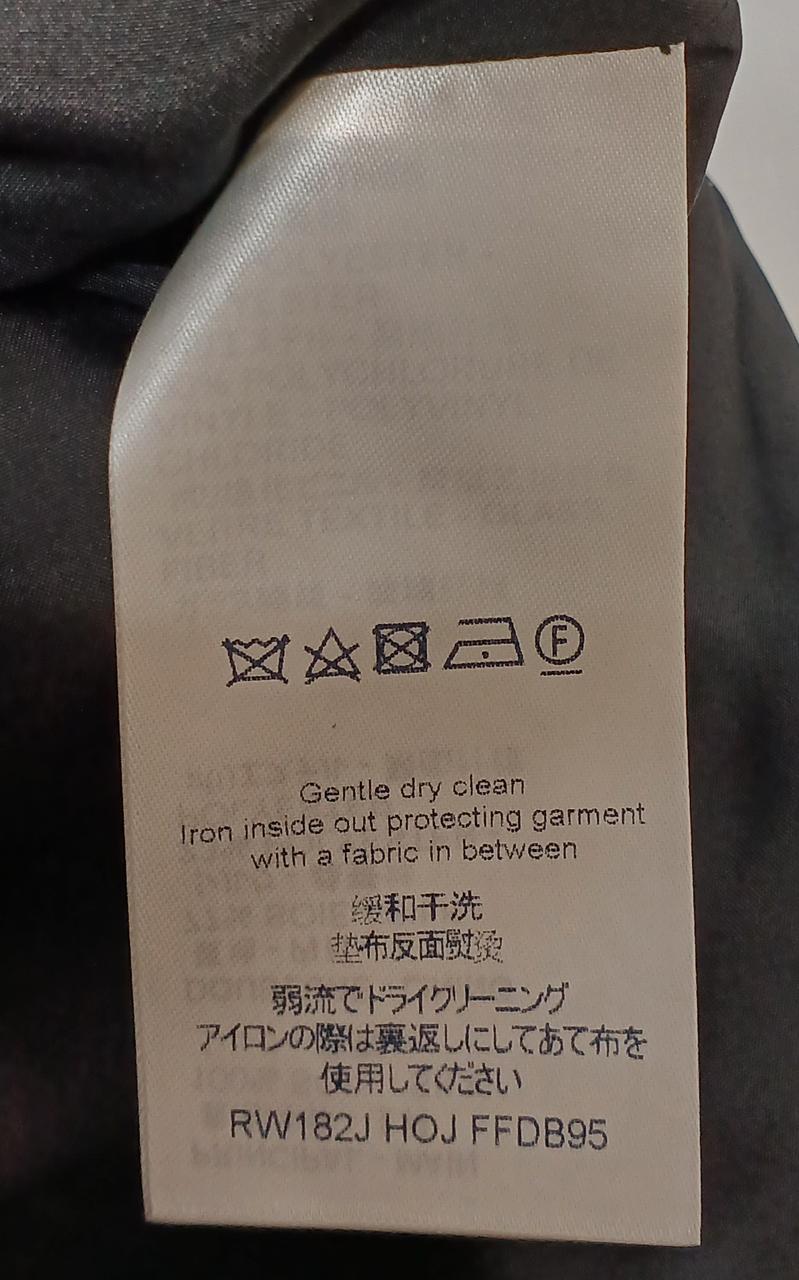 F
Gentle dry clean
Iron inside out protecting garment
with a fabric in between
缓和干洗
垫布反面熨烫
弱流でドライクリーニング
アイロンの際は裏返しにしてあて布を
使用してください
RW182J HOJ FFDB95